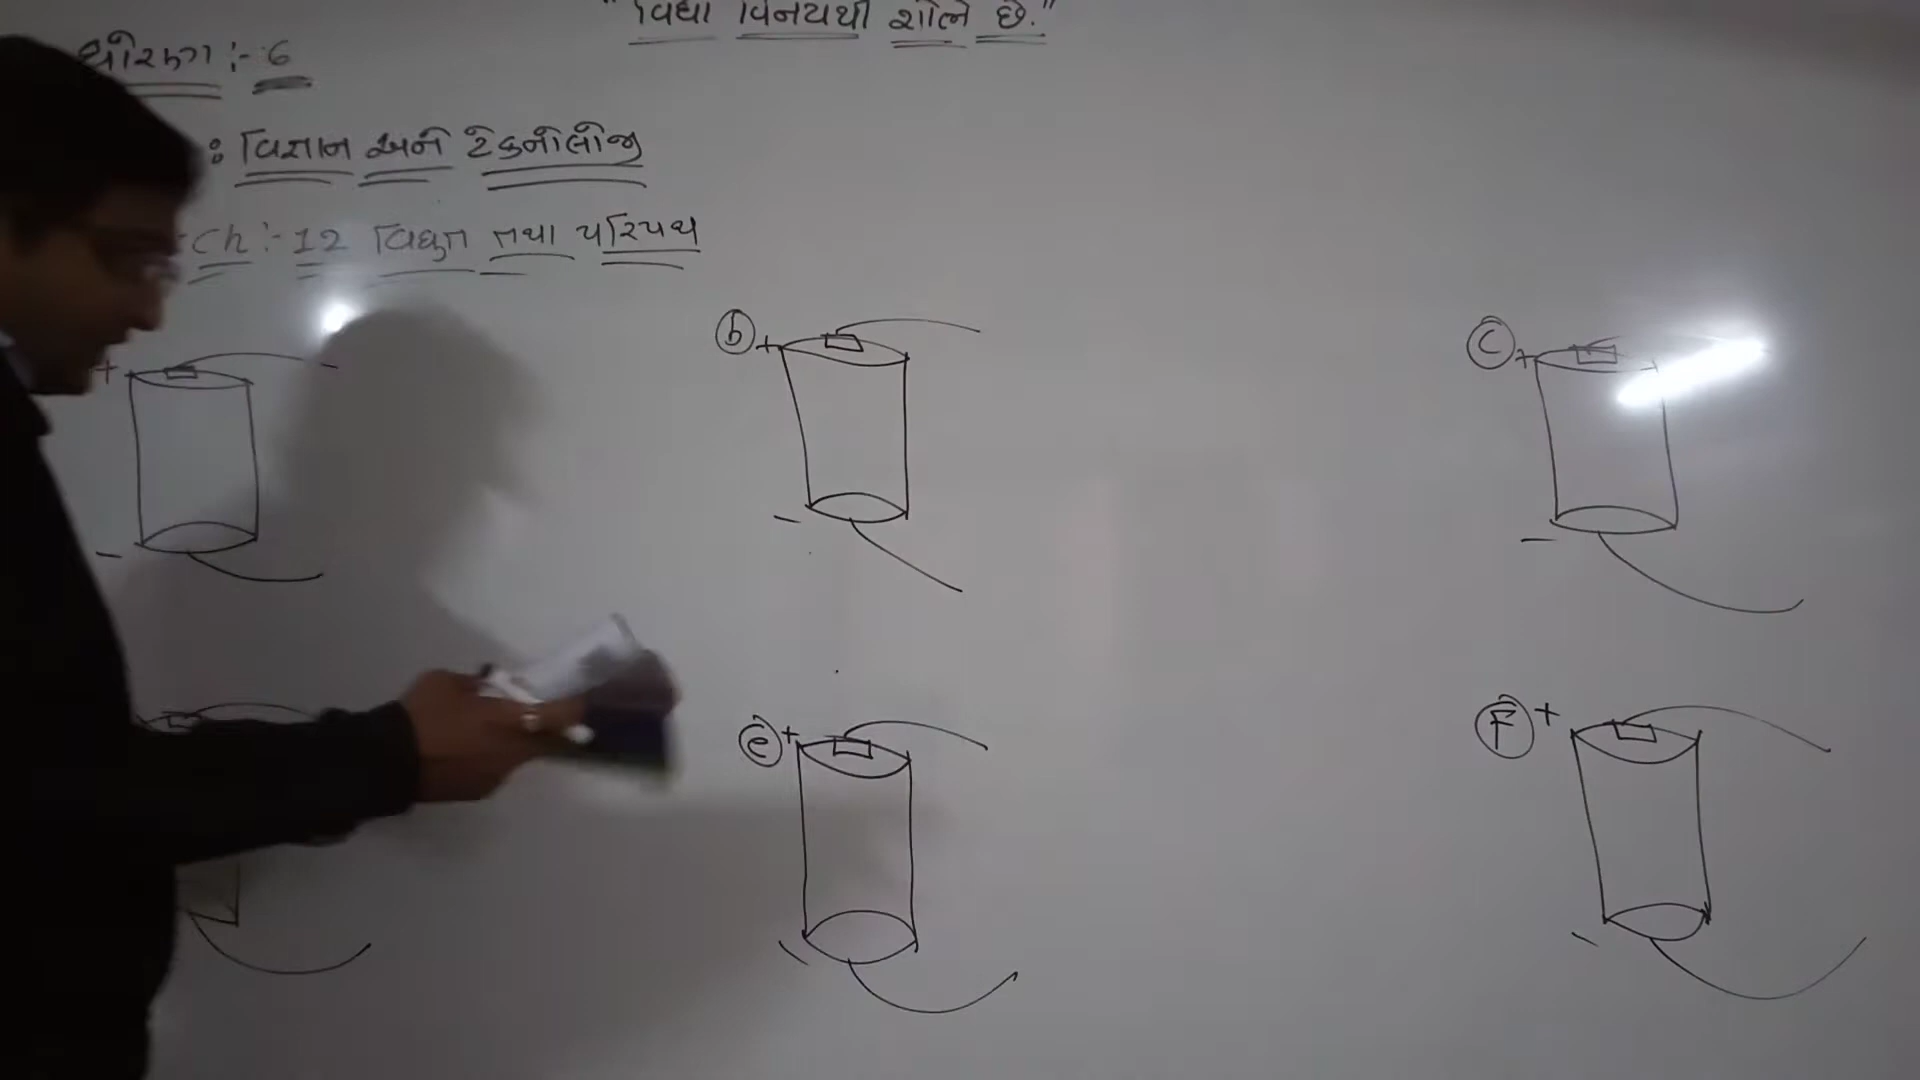 "વિદ્યા વિનયથી શોભે છે."
ધોરણ :- 6
: વિજ્ઞાન અને ટેકનોલોજી
Ch :- 12 વિદ્યુત તથા પરિપથ
b + c +
+
-
-
-
e + F +
-
-